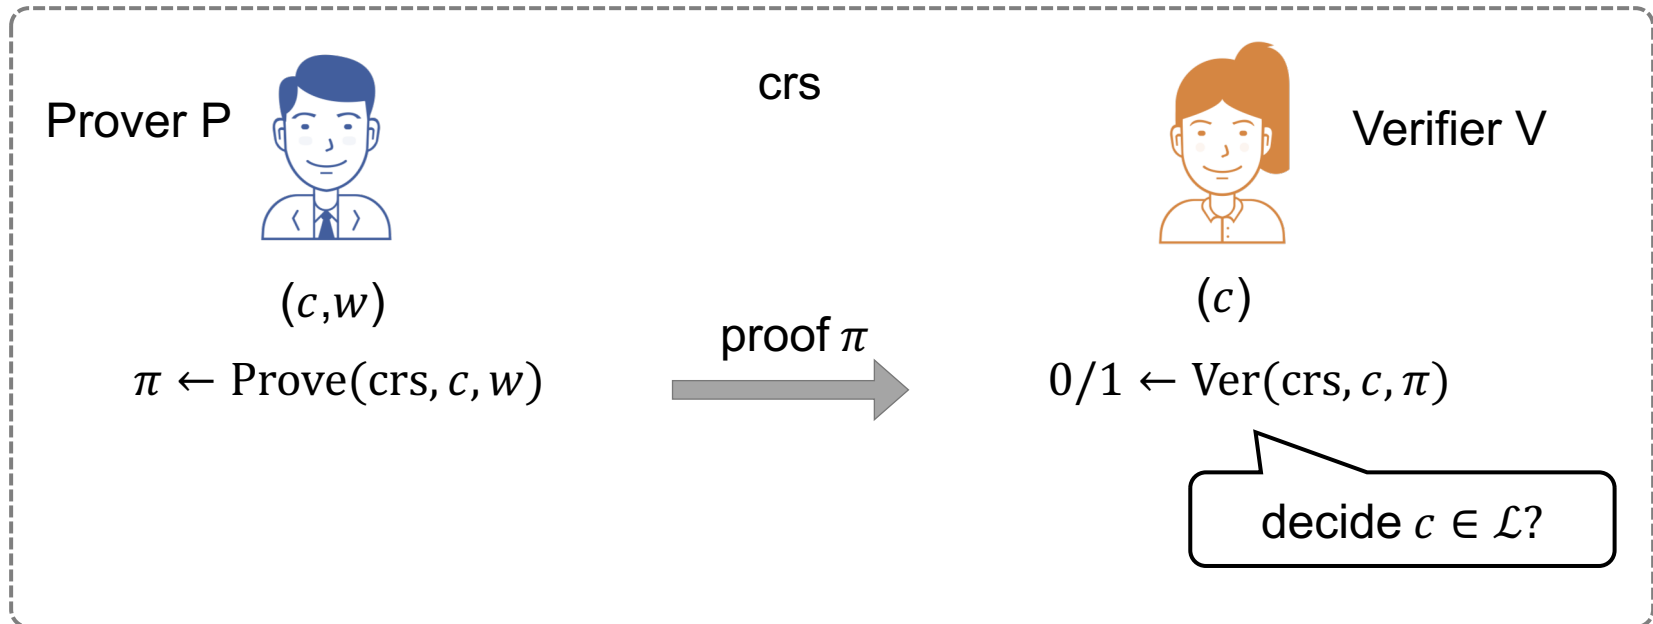 crs
Prover P
Verifier V
(c,w)
(c)
proof π
π ← Prove(crs, c, w)
0/1 ← Ver(crs, c, π)
decide c ∈ ℒ?